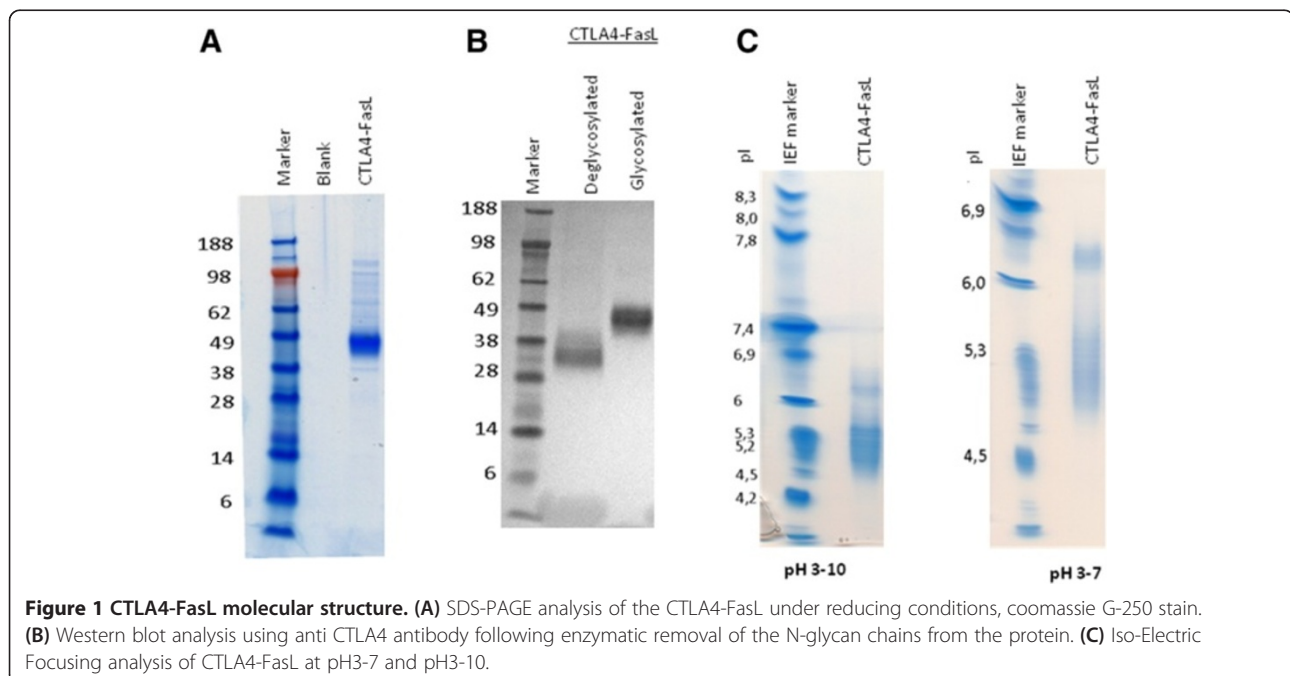 A
B
C
CTLA4-FasL
Marker
Blank
CTLA4-FasL
188
98
62
49
38
28
14
6
Marker
Deglycosylated
Glycosylated
188
98
62
49
38
28
14
6
pI
IEF marker
CTLA4-FasL
8,3
8,0
7,8
7,4
6,9
6
5,3
5,2
4,5
4,2
pH 3-10
pI
IEF marker
CTLA4-FasL
6,9
6,0
5,3
4,5
pH 3-7
Figure 1 CTLA4-FasL molecular structure. (A) SDS-PAGE analysis of the CTLA4-FasL under reducing conditions, coomassie G-250 stain.
(B) Western blot analysis using anti CTLA4 antibody following enzymatic removal of the N-glycan chains from the protein. (C) Iso-Electric
Focusing analysis of CTLA4-FasL at pH3-7 and pH3-10.